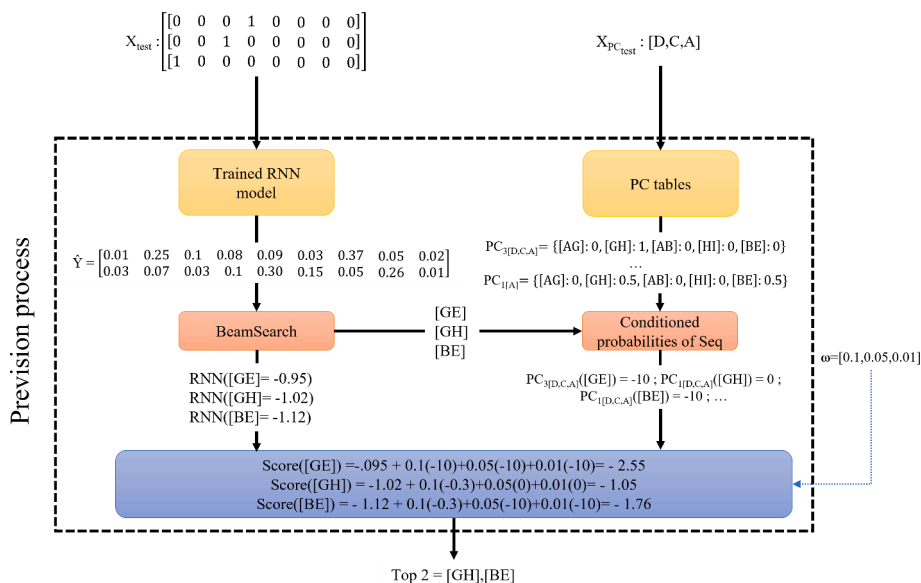 X_test : [[0 0 0 1 0 0 0 0 0]
[0 0 1 0 0 0 0 0 0]
[1 0 0 0 0 0 0 0 0]]
X_PC_test : [D,C,A]
Prevision process
Trained RNN
model
PC tables
Ŷ = [0.01 0.25 0.1 0.08 0.09 0.03 0.37 0.05 0.02
0.03 0.07 0.03 0.1 0.30 0.15 0.05 0.26 0.01]
PC3[D,C,A]= {[AG]: 0, [GH]: 1, [AB]: 0, [HI]: 0, [BE]: 0}
...
PC1[A]= {[AG]: 0, [GH]: 0.5, [AB]: 0, [HI]: 0, [BE]: 0.5}
BeamSearch
[GE]
[GH]
[BE]
Conditioned
probabilities of Seq
ω=[0.1,0.05,0.01]
RNN([GE]= -0.95)
RNN([GH]= -1.02)
RNN([BE]= -1.12)
PC3[D,C,A]([GE]) = -10 ; PC1[D,C,A]([GH]) = 0 ;
PC1[D,C,A]([BE]) = -10 ; ...
Score([GE]) =-.095 + 0.1(-10)+0.05(-10)+0.01(-10)= - 2.55
Score([GH]) = -1.02 + 0.1(-0.3)+0.05(0)+0.01(0)= - 1.05
Score([BE]) = - 1.12 + 0.1(-0.3)+0.05(-10)+0.01(-10)= - 1.76
Top 2 = [GH],[BE]